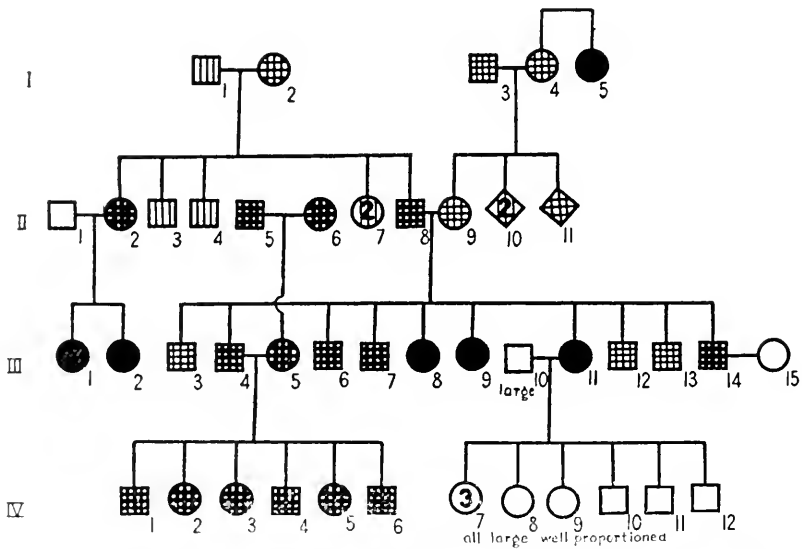 I
1 2 3 4 5
II
1 2 3 4 5 6 2 7 8 9 2 10 11
III
1 2 3 4 5 6 7 8 9 10 11 12 13 14 15
large
IV
1 2 3 4 5 6 3 7 8 9 10 11 12
all large well proportioned